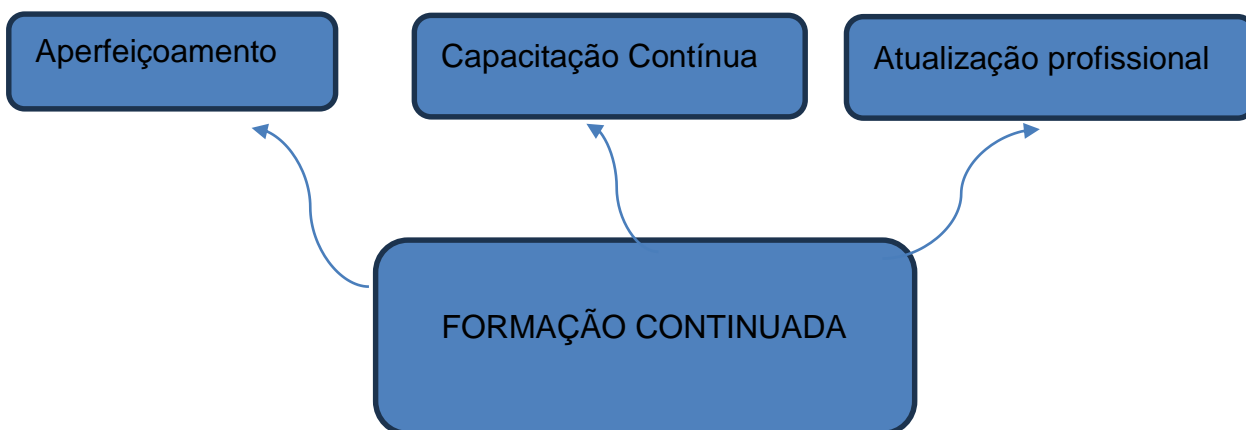 Aperfeiçoamento
Capacitação Contínua
Atualização profissional
FORMAÇÃO CONTINUADA